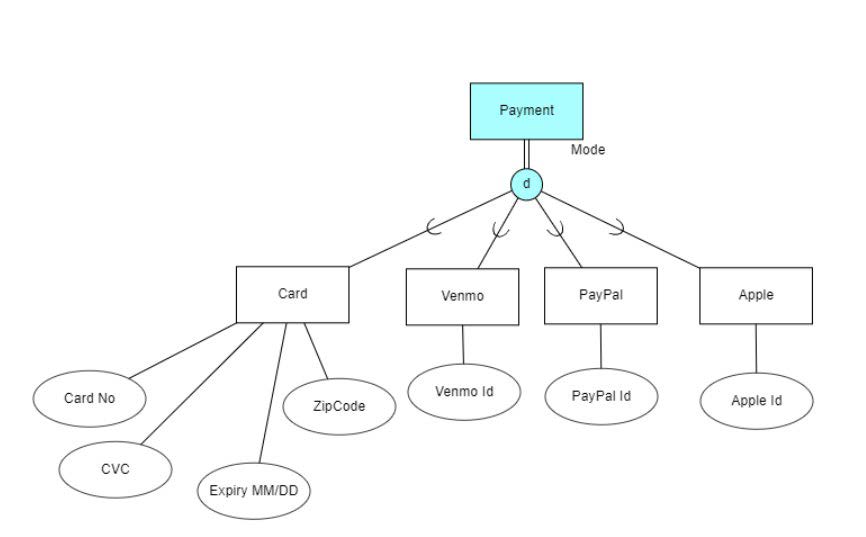 Payment
Mode
d
Card
Venmo
PayPal
Apple
Card No
ZipCode
Venmo Id
PayPal Id
Apple Id
CVC
Expiry MM/DD